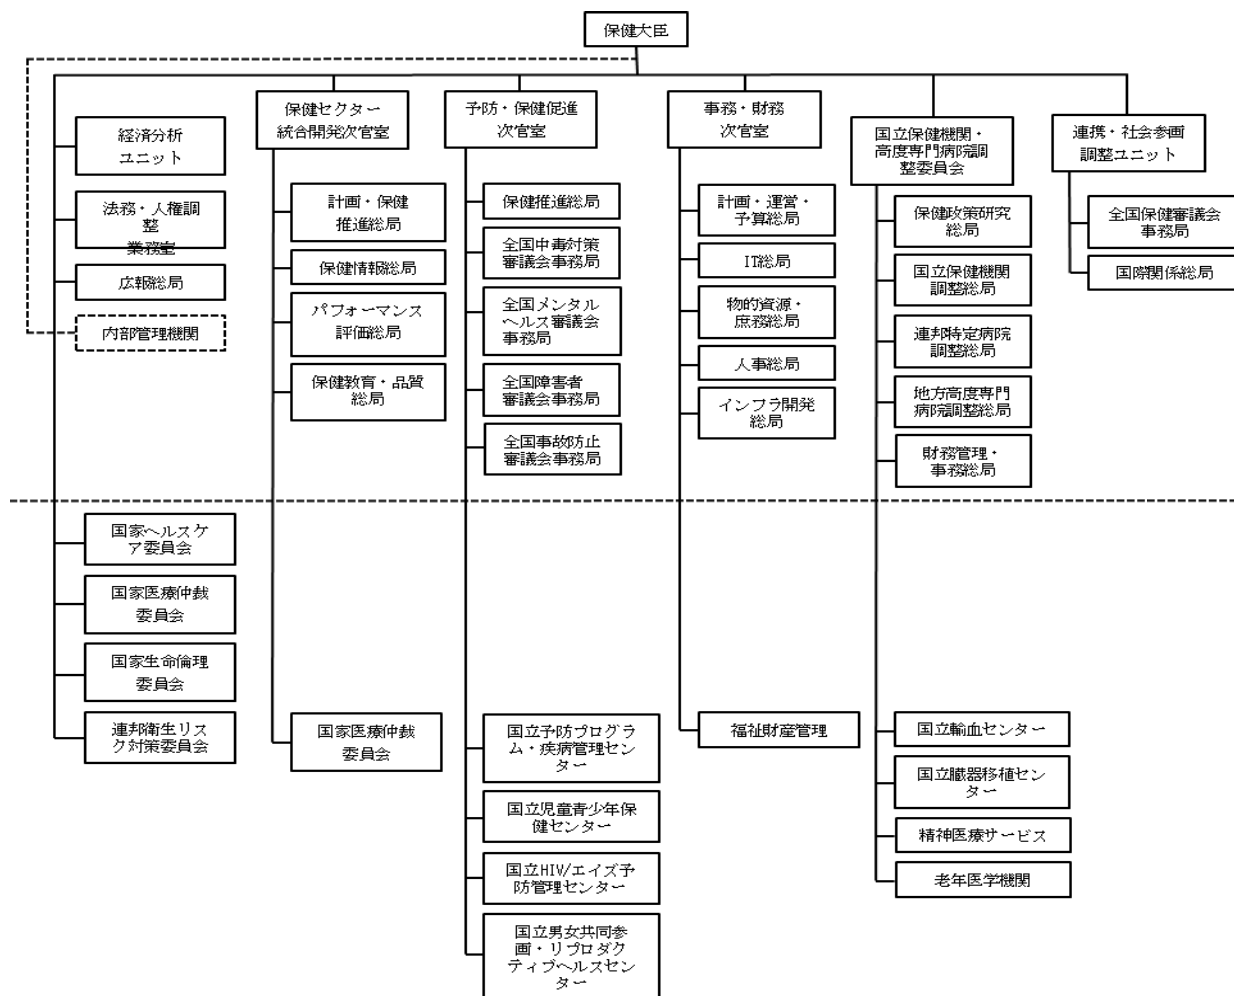 保健大臣
経済分析
ユニット
法務・人権調
整
業務室
広報総局
内部管理機関
国家ヘルスケ
ア委員会
国家医療仲裁
委員会
国家生命倫理
委員会
連邦衛生リス
ク対策委員会
保健セクター
統合開発次官室
計画・保健
推進総局
保健情報総局
パフォーマンス
評価総局
保健教育・品質
総局
国家医療仲裁
委員会
予防・保健促進
次官室
保健推進総局
全国中毒対策
審議会事務局
全国メンタル
ヘルス審議会
事務局
全国障害者
審議会事務局
全国事故防止
審議会事務局
国立予防プログラ
ム・疾病管理セン
ター
国立児童青少年保
健センター
国立HIV/エイズ予
防管理センター
国立男女共同参
画・リプロダク
ティブヘルスセン
ター
事務・財務
次官室
計画・運営・
予算総局
IT総局
物的資源・
庶務総局
人事総局
インフラ開発
総局
福祉財産管理
国立保健機関・
高度専門病院調
整委員会
保健政策研究
総局
国立保健機関
調整総局
連邦特定病院
調整総局
地方高度専門
病院調整総局
財務管理・
事務総局
国立輸血センター
国立臓器移植セン
ター
精神医療サービス
老年医学機関
連携・社会参画
調整ユニット
全国保健審議会
事務局
国際関係総局